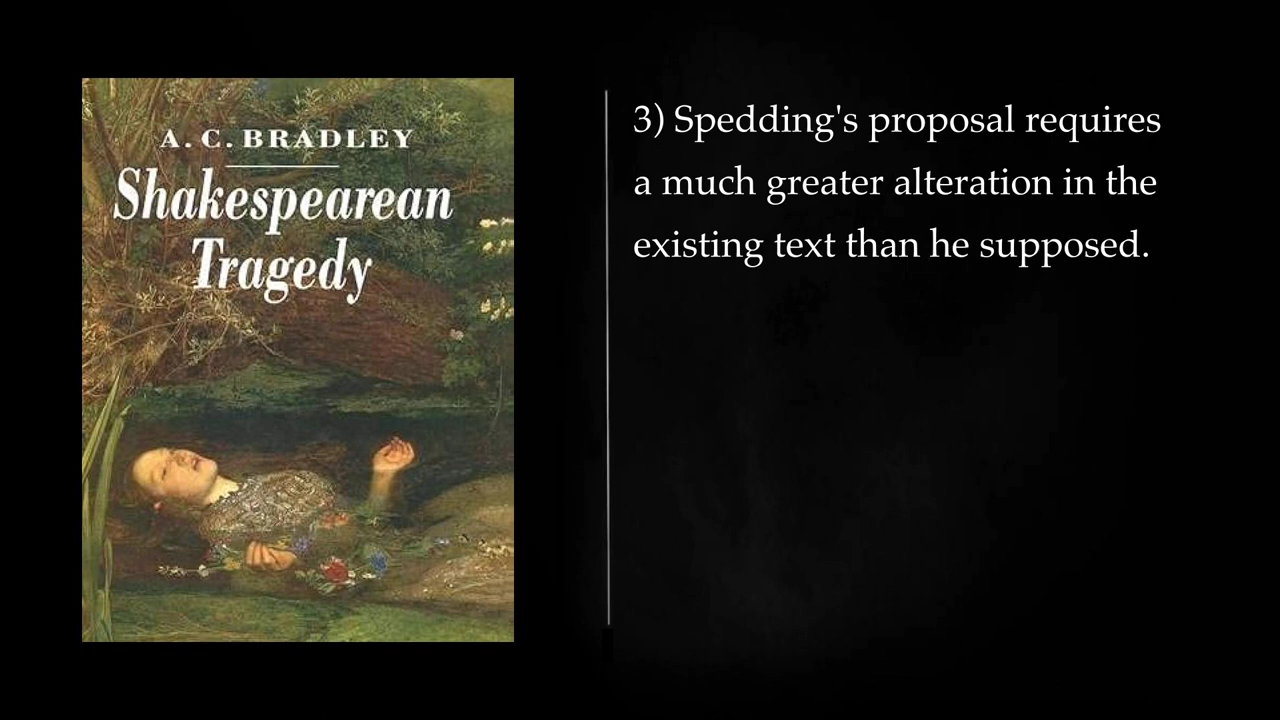 A. C. BRADLEY
Shakespearean
Tragedy
3) Spedding's proposal requires
a much greater alteration in the
existing text than he supposed.